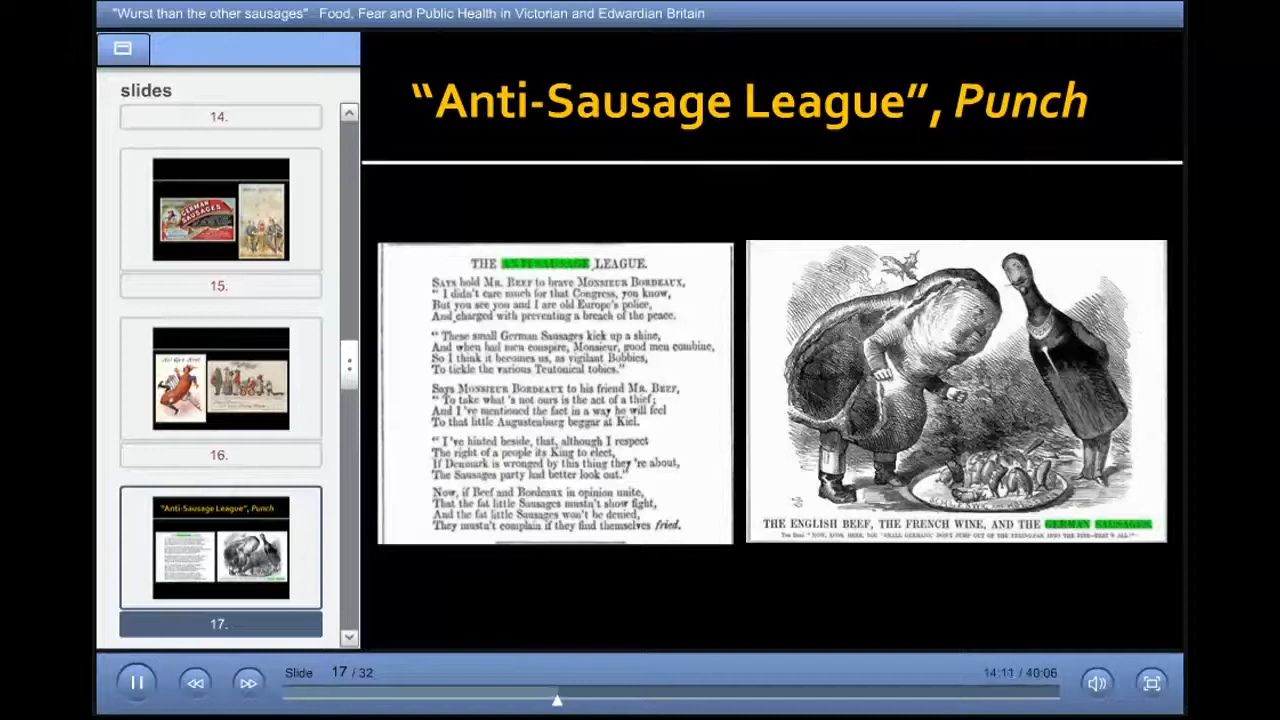 "Wurst than the other sausages" Food, Fear and Public Health in Victorian and Edwardian Britain
slides
14.
GERMAN
SAUSAGES
15.
16.
"Anti-Sausage League", Punch
17.
"Anti-Sausage League", Punch
THE ANTI-SAUSAGE LEAGUE.
SAYS bold MR. BEEF to brave MONSIEUR BORDEAUX,
"I didn't care much for that Congress, you know,
But you see you and I are old Europe's police,
And charged with preventing a breach of the peace.
"These small German Sausages kick up a shine,
And when bad men conspire, Monsieur, good men combine,
So I think it becomes us, as vigilant Bobbies,
To tickle the various Teutonical tobies."
Says MONSIEUR BORDEAUX to his friend MR. BEEF,
"To take what's not ours is the act of a thief;
And I've mentioned the fact in a way he will feel
To that little Augustenburg beggar at Kiel.
"I've hinted beside, that, although I respect
The right of a people its King to elect,
If Denmark is wronged by this thing they're about,
The Sausages party had better look out."
Now, if Beef and Bordeaux in opinion unite,
That the fat little Sausages mustn't show fight,
And the fat little Sausages won't be denied,
They mustn't complain if they find themselves fried.
THE ENGLISH BEEF, THE FRENCH WINE, AND THE GERMAN SAUSAGES.
Slide 17 / 32
14:11 / 40:06